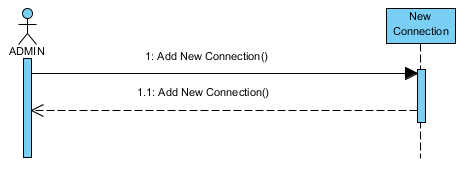 New
Connection
ADMIN
1: Add New Connection()
1.1: Add New Connection()